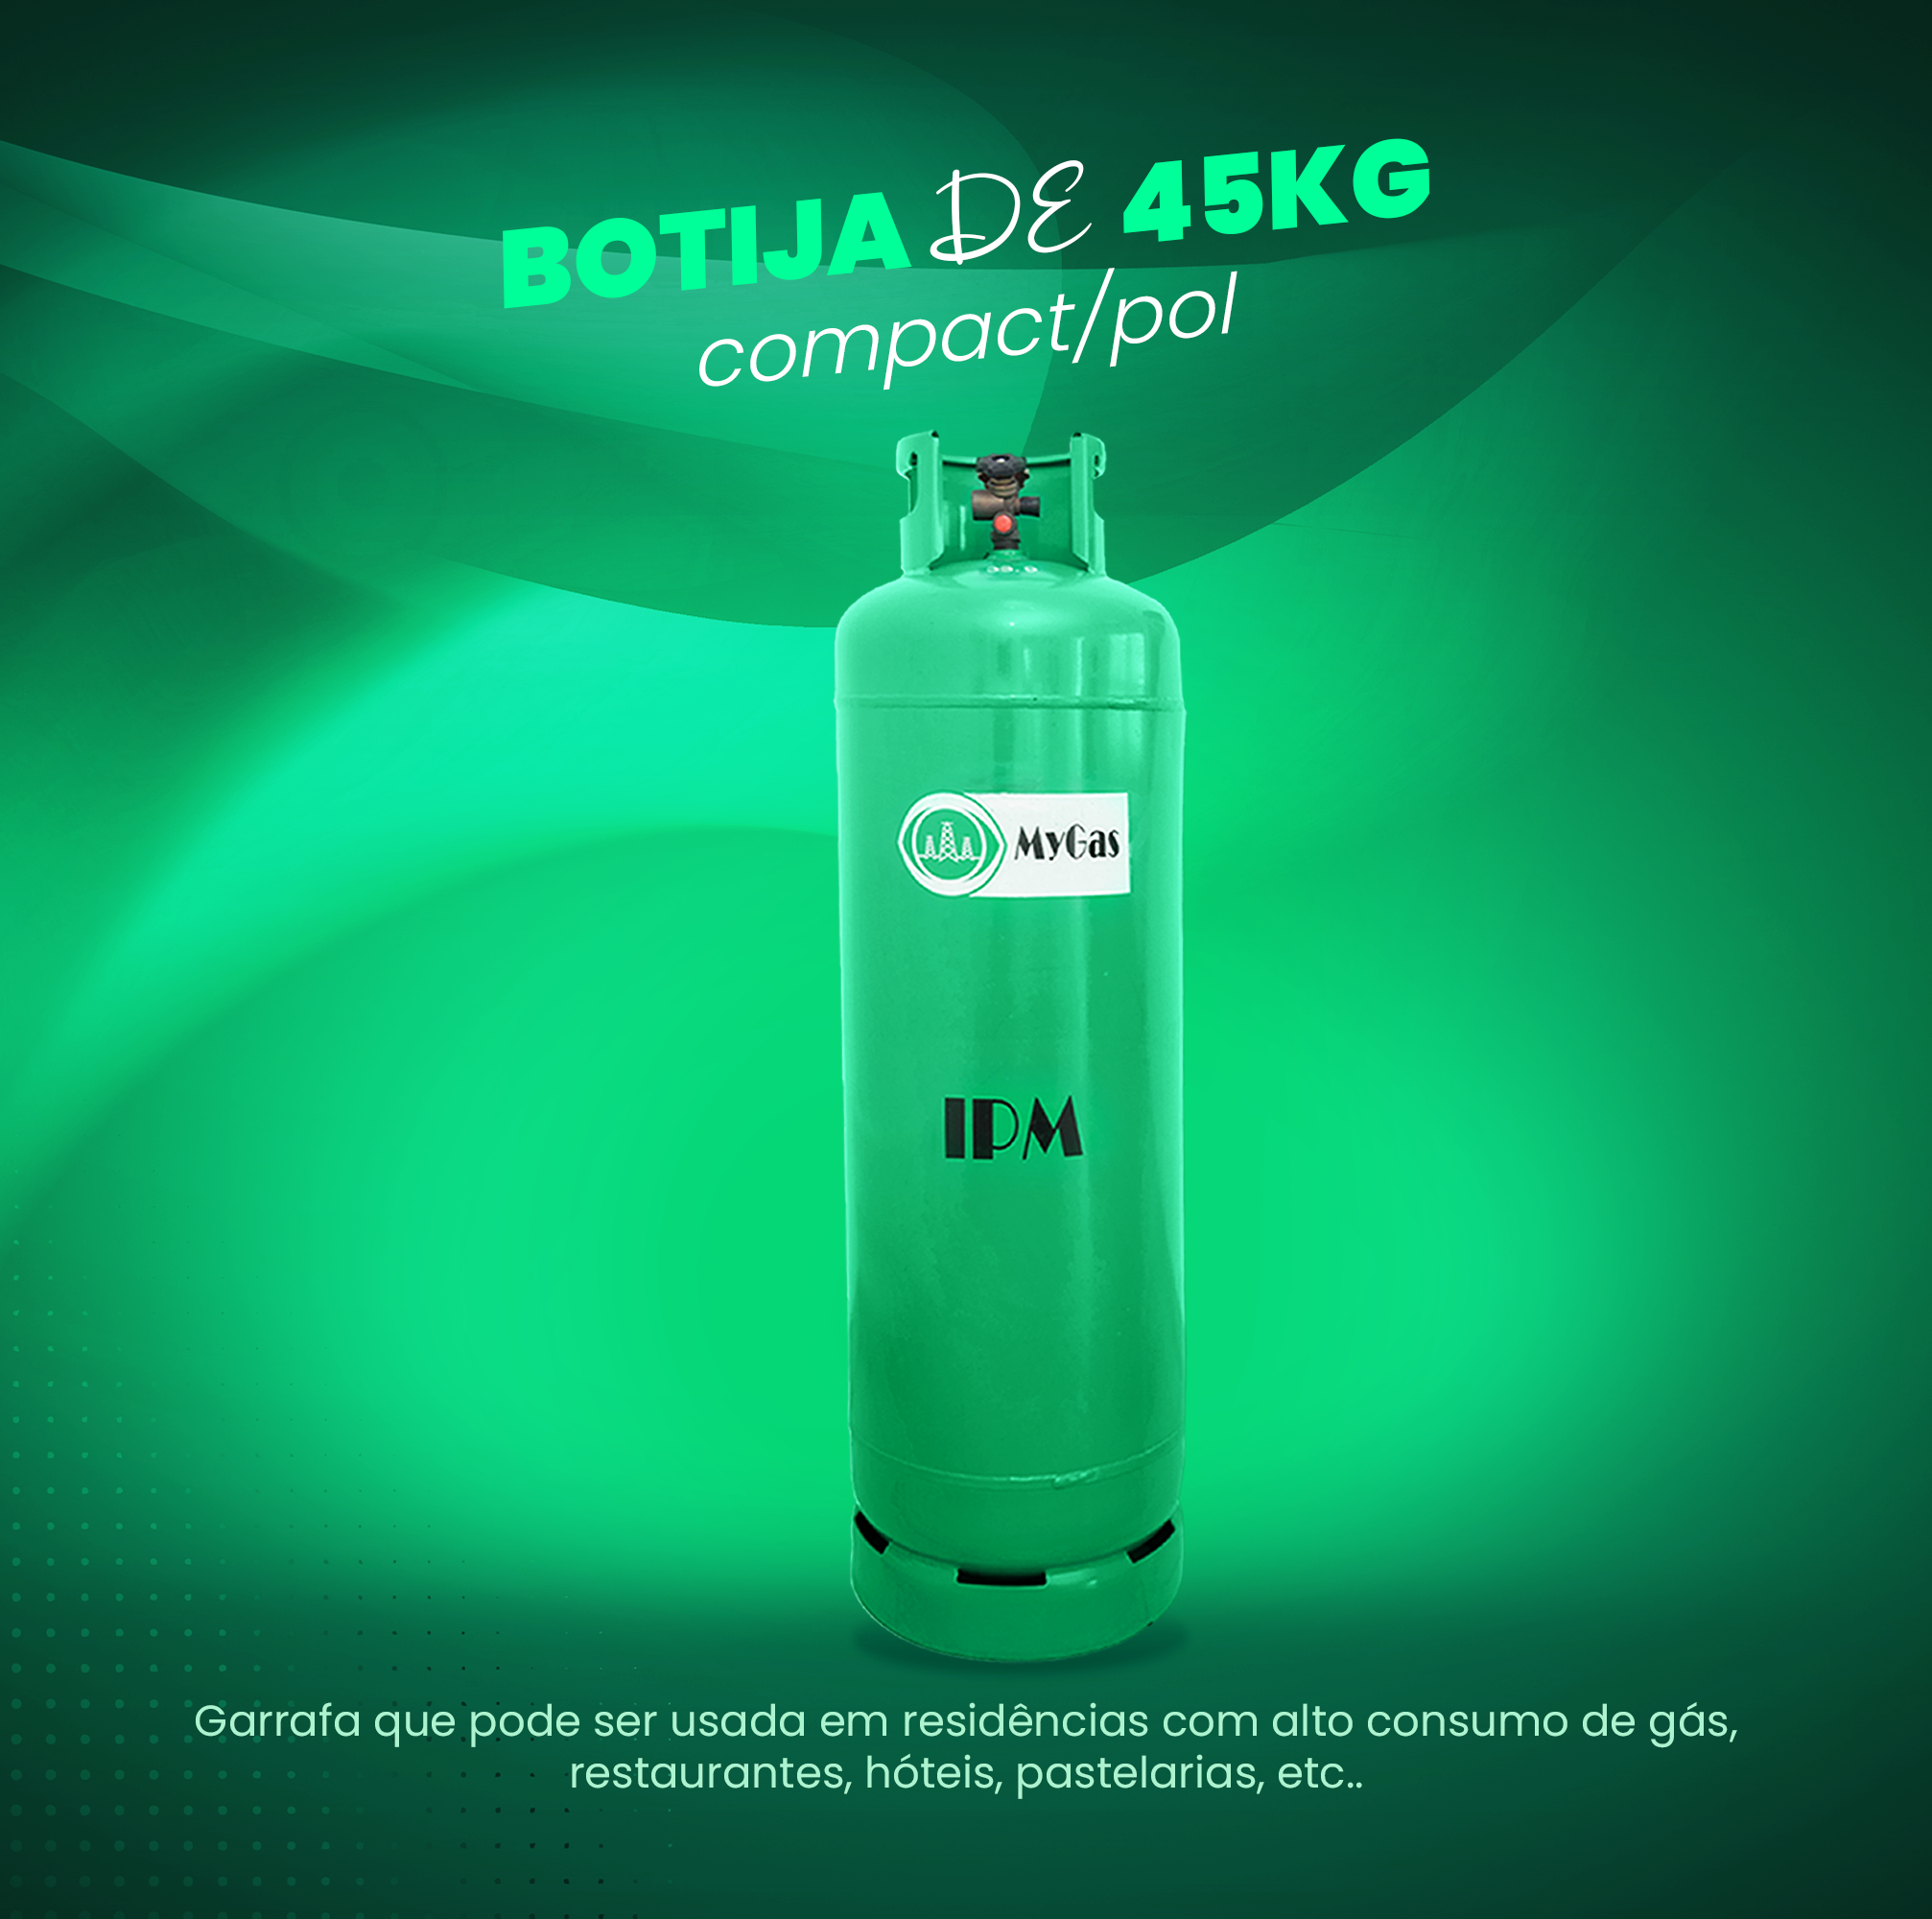 BOTIJA DE 45KG
compact/pol
MyGas
IPM
Garrafa que pode ser usada em residências com alto consumo de gás,
restaurantes, hóteis, pastelarias, etc..